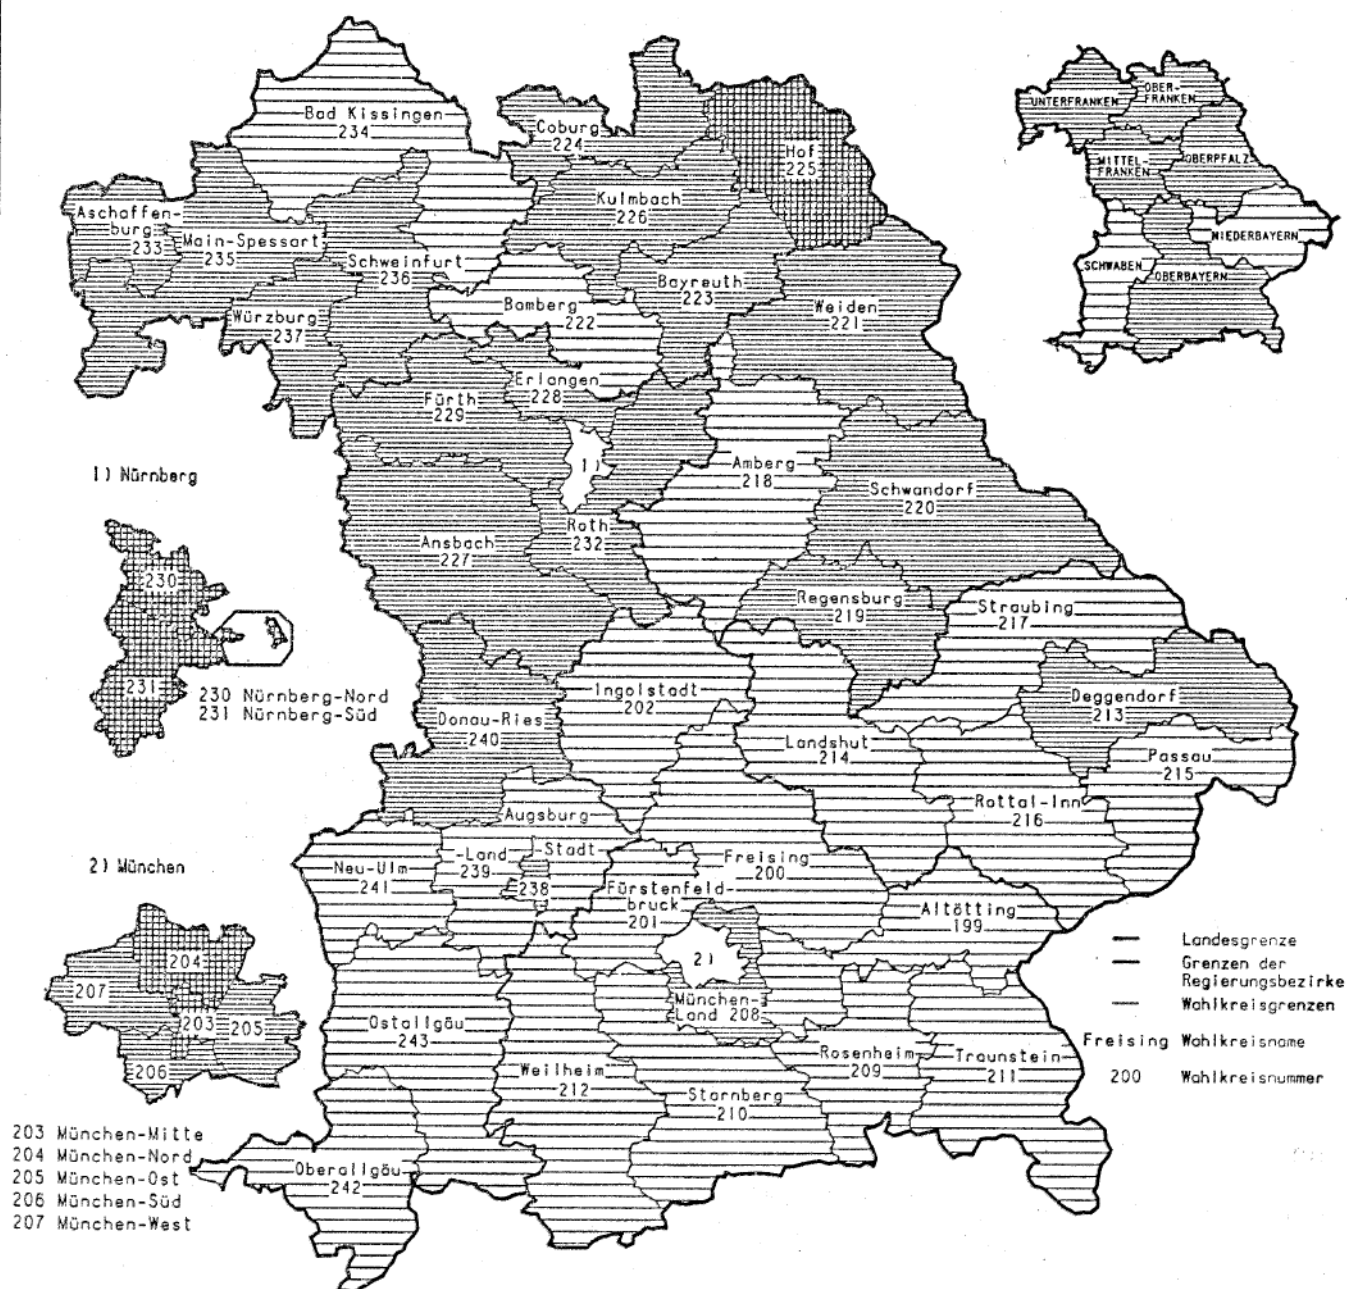 Bad Kissingen
234
Coburg
224
Hof
225
Kulmbach
226
Aschaffen-
burg
233
Main-Spessart
235
Schweinfurt
236
Bayreuth
223
Weiden
221
Bamberg
222
Würzburg
237
Erlangen
228
Fürth
229
1)
Amberg
218
Schwandorf
220
Ansbach
227
Roth
232
Regensburg
219
Straubing
217
Deggendorf
213
Ingolstadt
202
Donau-Ries
240
Landshut
214
Passau
215
Rottal-Inn
216
Augsburg
-Land
239
-Stadt
238
Neu-Ulm
241
Freising
200
Fürstenfeld-
bruck
201
Altötting
199
2)
München-
Land 208
Ostallgäu
243
Weilheim
212
Starnberg
210
Rosenheim
209
Traunstein
211
Oberallgäu
242
UNTERFRANKEN
OBER-
FRANKEN
MITTEL-
FRANKEN
OBERPFALZ
NIEDERBAYERN
SCHWABEN
OBERBAYERN
1) Nürnberg
230
231
230 Nürnberg-Nord
231 Nürnberg-Süd
2) München
204
207
203
205
206
203 München-Mitte
204 München-Nord
205 München-Ost
206 München-Süd
207 München-West
Landesgrenze
Grenzen der
Regierungsbezirke
Wahlkreisgrenzen
Freising Wahlkreisname
200 Wahlkreisnummer